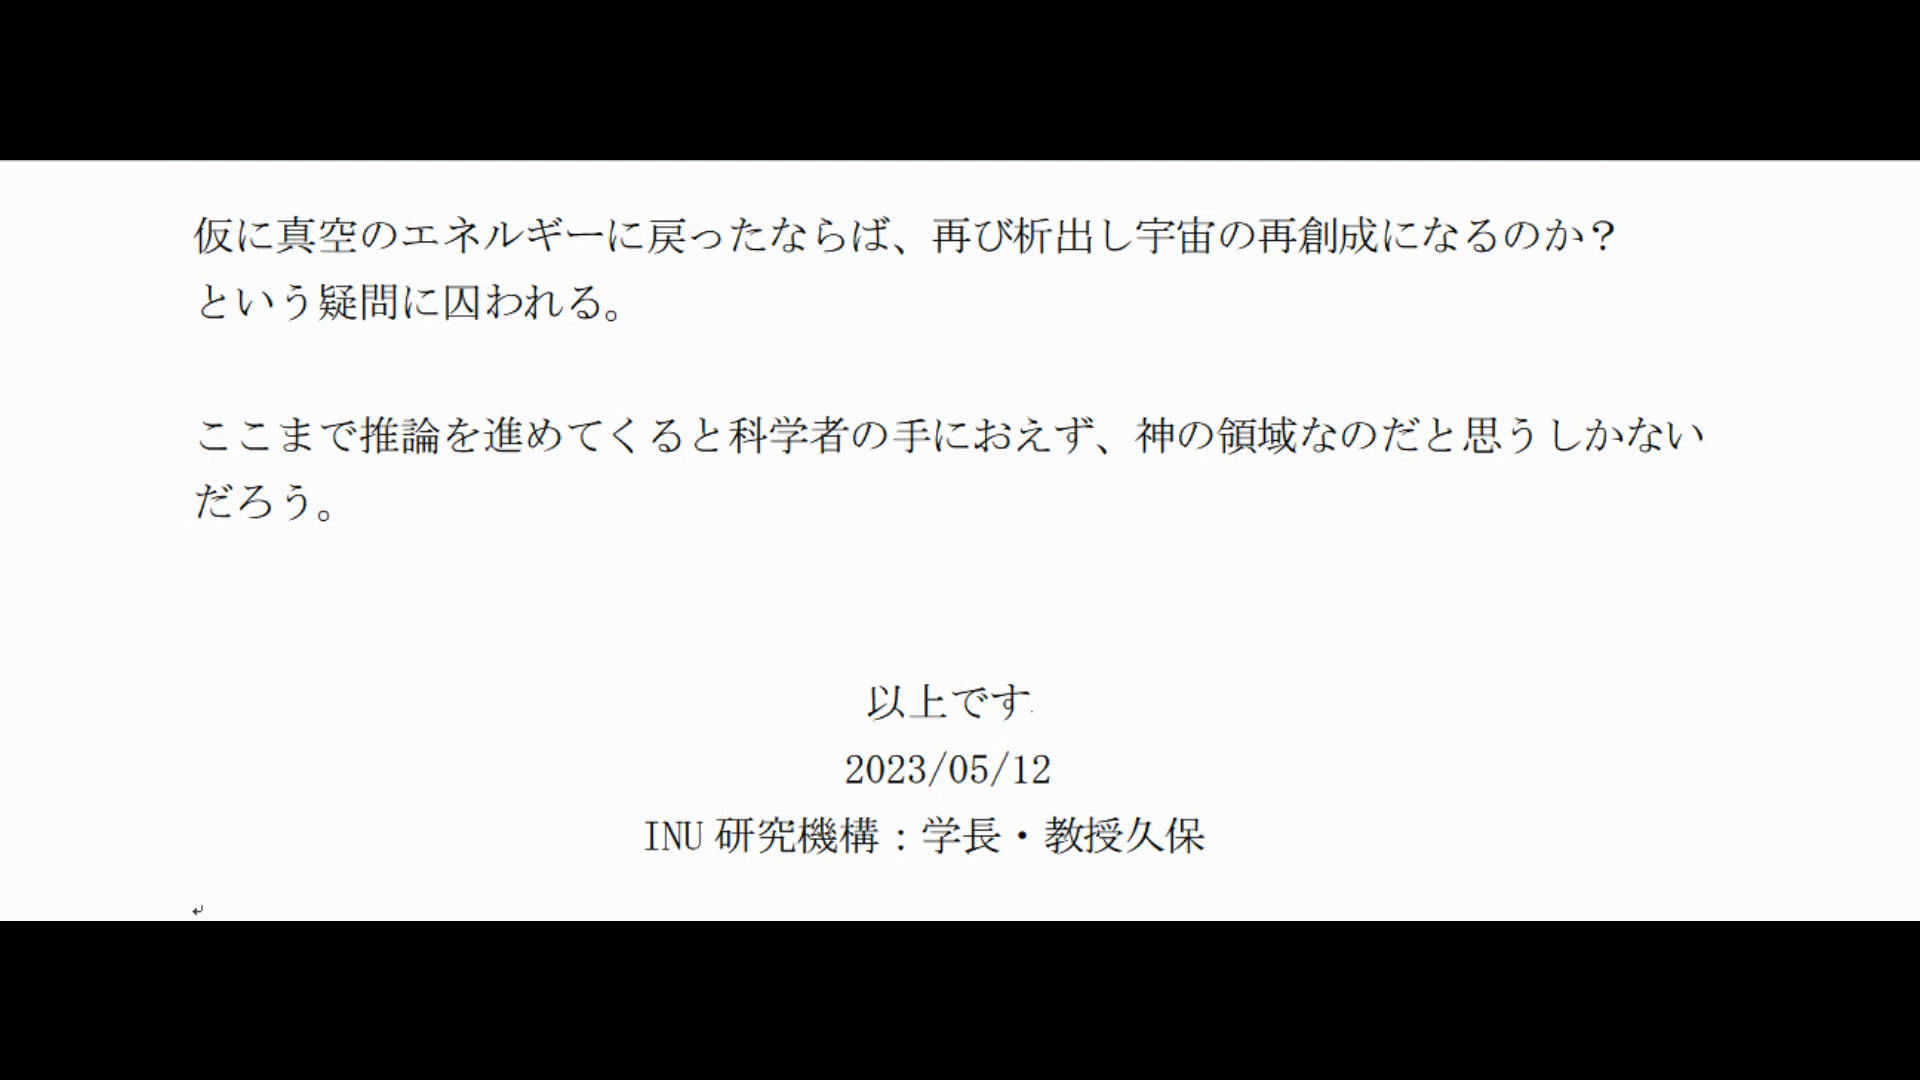 仮に真空のエネルギーに戻ったならば、再び析出し宇宙の再創成になるのか？
という疑問に囚われる。
ここまで推論を進めてくると科学者の手におえず、神の領域なのだと思うしかない
だろう。
以上です
2023/05/12
INU 研究機構：学長・教授久保